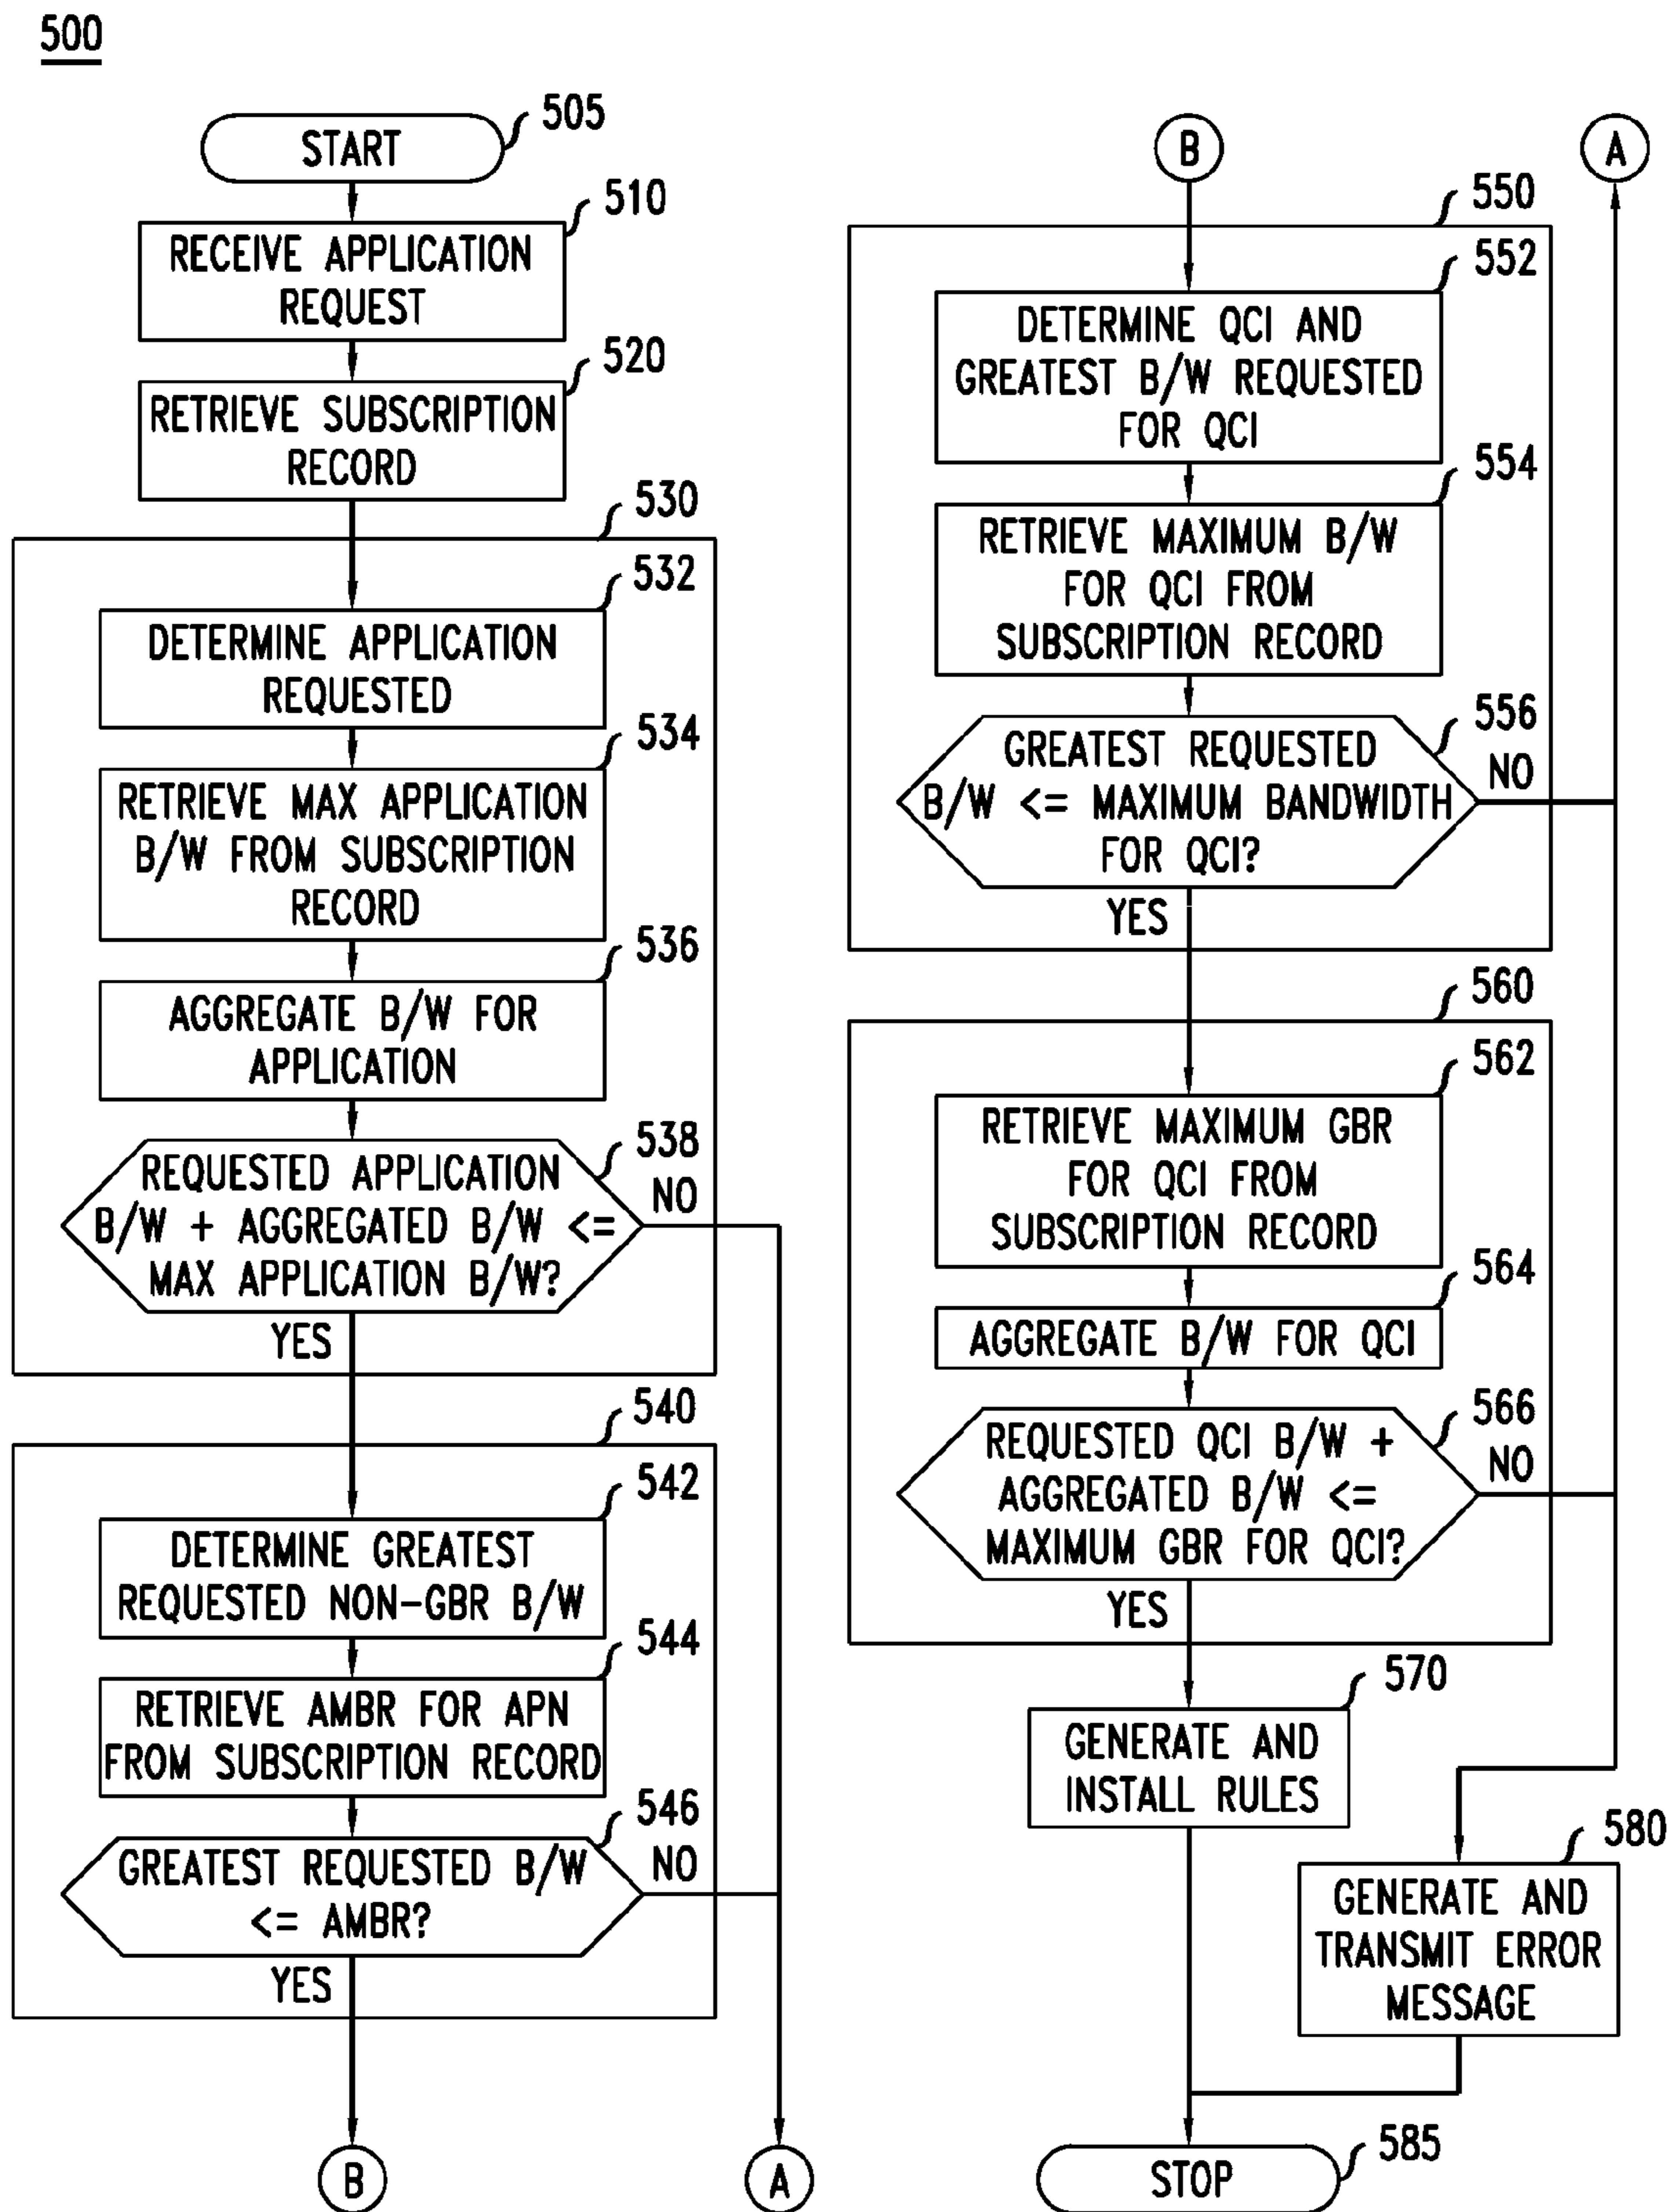 500
START
505
510
RECEIVE APPLICATION
REQUEST
520
RETRIEVE SUBSCRIPTION
RECORD
530
532
DETERMINE APPLICATION
REQUESTED
534
RETRIEVE MAX APPLICATION
B/W FROM SUBSCRIPTION
RECORD
536
AGGREGATE B/W FOR
APPLICATION
538
REQUESTED APPLICATION
B/W + AGGREGATED B/W <=
MAX APPLICATION B/W?
NO
YES
540
542
DETERMINE GREATEST
REQUESTED NON-GBR B/W
544
RETRIEVE AMBR FOR APN
FROM SUBSCRIPTION RECORD
546
GREATEST REQUESTED B/W
<= AMBR?
NO
YES
B
A
B
A
550
552
DETERMINE QCI AND
GREATEST B/W REQUESTED
FOR QCI
554
RETRIEVE MAXIMUM B/W
FOR QCI FROM
SUBSCRIPTION RECORD
556
GREATEST REQUESTED
B/W <= MAXIMUM BANDWIDTH
FOR QCI?
NO
YES
560
562
RETRIEVE MAXIMUM GBR
FOR QCI FROM
SUBSCRIPTION RECORD
564
AGGREGATE B/W FOR QCI
566
REQUESTED QCI B/W +
AGGREGATED B/W <=
MAXIMUM GBR FOR QCI?
NO
YES
570
GENERATE AND
INSTALL RULES
580
GENERATE AND
TRANSMIT ERROR
MESSAGE
585
STOP